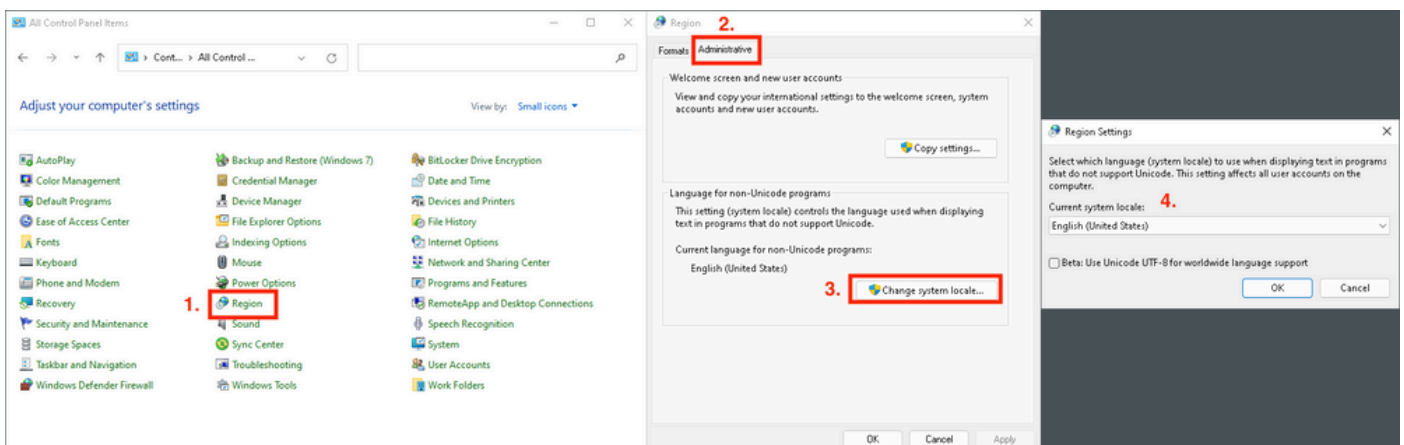 All Control Panel Items
Cont... > All Control ...
Adjust your computer's settings
View by: Small icons
AutoPlay
Backup and Restore (Windows 7)
BitLocker Drive Encryption
Color Management
Credential Manager
Date and Time
Default Programs
Device Manager
Devices and Printers
Ease of Access Center
File Explorer Options
File History
Fonts
Indexing Options
Internet Options
Keyboard
Mouse
Network and Sharing Center
Phone and Modem
Power Options
Programs and Features
Recovery
1.
Region
RemoteApp and Desktop Connections
Security and Maintenance
Sound
Speech Recognition
Storage Spaces
Sync Center
System
Taskbar and Navigation
Troubleshooting
User Accounts
Windows Defender Firewall
Windows Tools
Work Folders
Region
2.
Formats
Administrative
Welcome screen and new user accounts
View and copy your international settings to the welcome screen, system
accounts and new user accounts.
Copy settings...
Language for non-Unicode programs
This setting (system locale) controls the language used when displaying
text in programs that do not support Unicode.
Current language for non-Unicode programs:
English (United States)
3.
Change system locale...
OK
Cancel
Apply
Region Settings
Select which language (system locale) to use when displaying text in programs
that do not support Unicode. This setting affects all user accounts on the
computer.
4.
Current system locale:
English (United States)
Beta: Use Unicode UTF-8 for worldwide language support
OK
Cancel